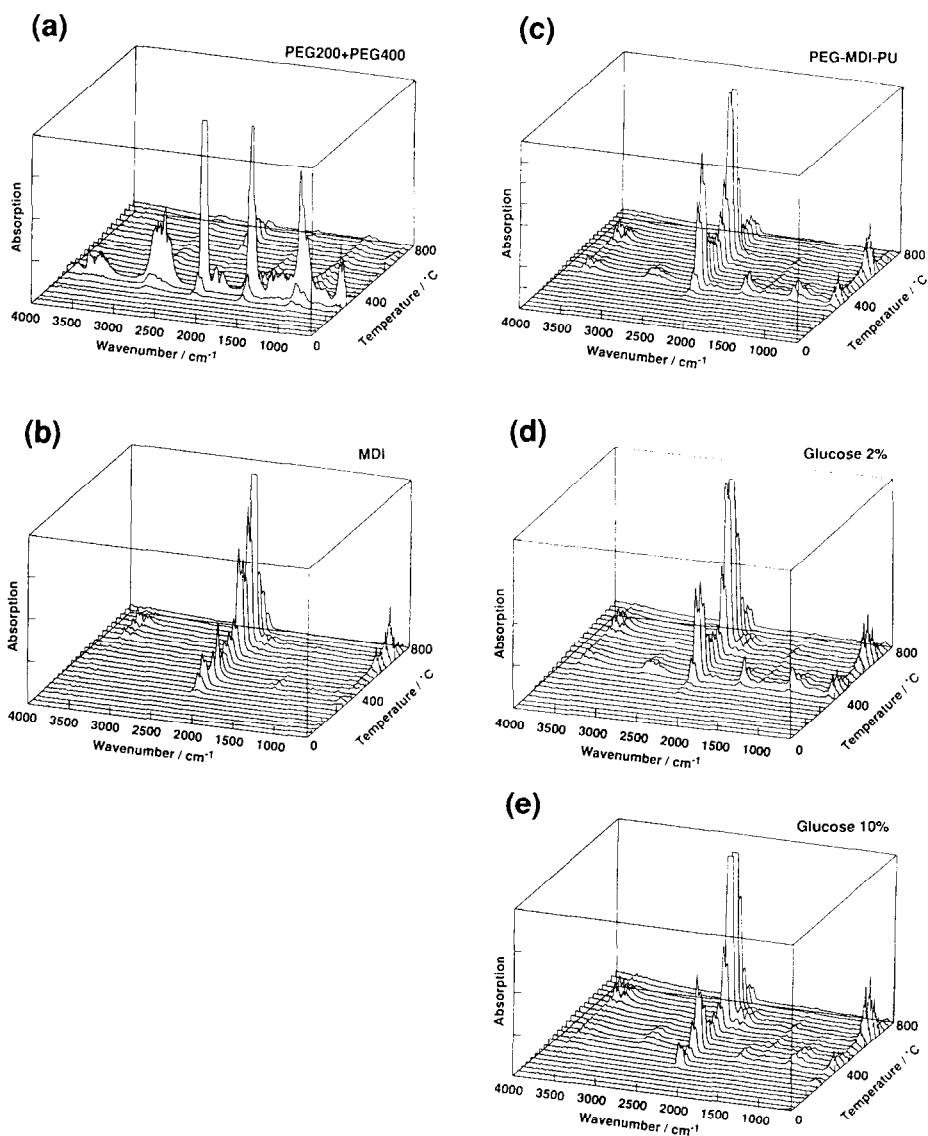 (a)
PEG200+PEG400
Absorption
4000 3500 3000 2500 2000 1500 1000
Wavenumber / cm-1
0 400 800
Temperature / °C
(b)
MDI
Absorption
4000 3500 3000 2500 2000 1500 1000
Wavenumber / cm-1
0 400 800
Temperature / °C
(c)
PEG-MDI-PU
Absorption
4000 3500 3000 2500 2000 1500 1000
Wavenumber / cm-1
0 400 800
Temperature / °C
(d)
Glucose 2%
Absorption
4000 3500 3000 2500 2000 1500 1000
Wavenumber / cm-1
0 400 800
Temperature / °C
(e)
Glucose 10%
Absorption
4000 3500 3000 2500 2000 1500 1000
Wavenumber / cm-1
0 400 800
Temperature / °C